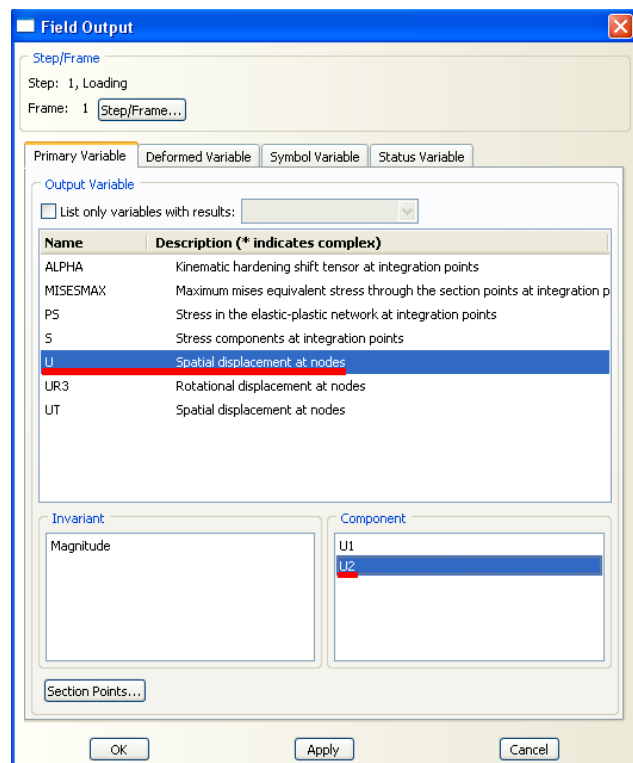 Field Output
Step/Frame
Step: 1, Loading
Frame: 1 Step/Frame...
Primary Variable Deformed Variable Symbol Variable Status Variable
Output Variable
List only variables with results:
Name Description (* indicates complex)
ALPHA Kinematic hardening shift tensor at integration points
MISESMAX Maximum mises equivalent stress through the section points at integration p
PS Stress in the elastic-plastic network at integration points
S Stress components at integration points
U Spatial displacement at nodes
UR3 Rotational displacement at nodes
UT Spatial displacement at nodes
Invariant Component
Magnitude U1
U2
Section Points...
OK Apply Cancel